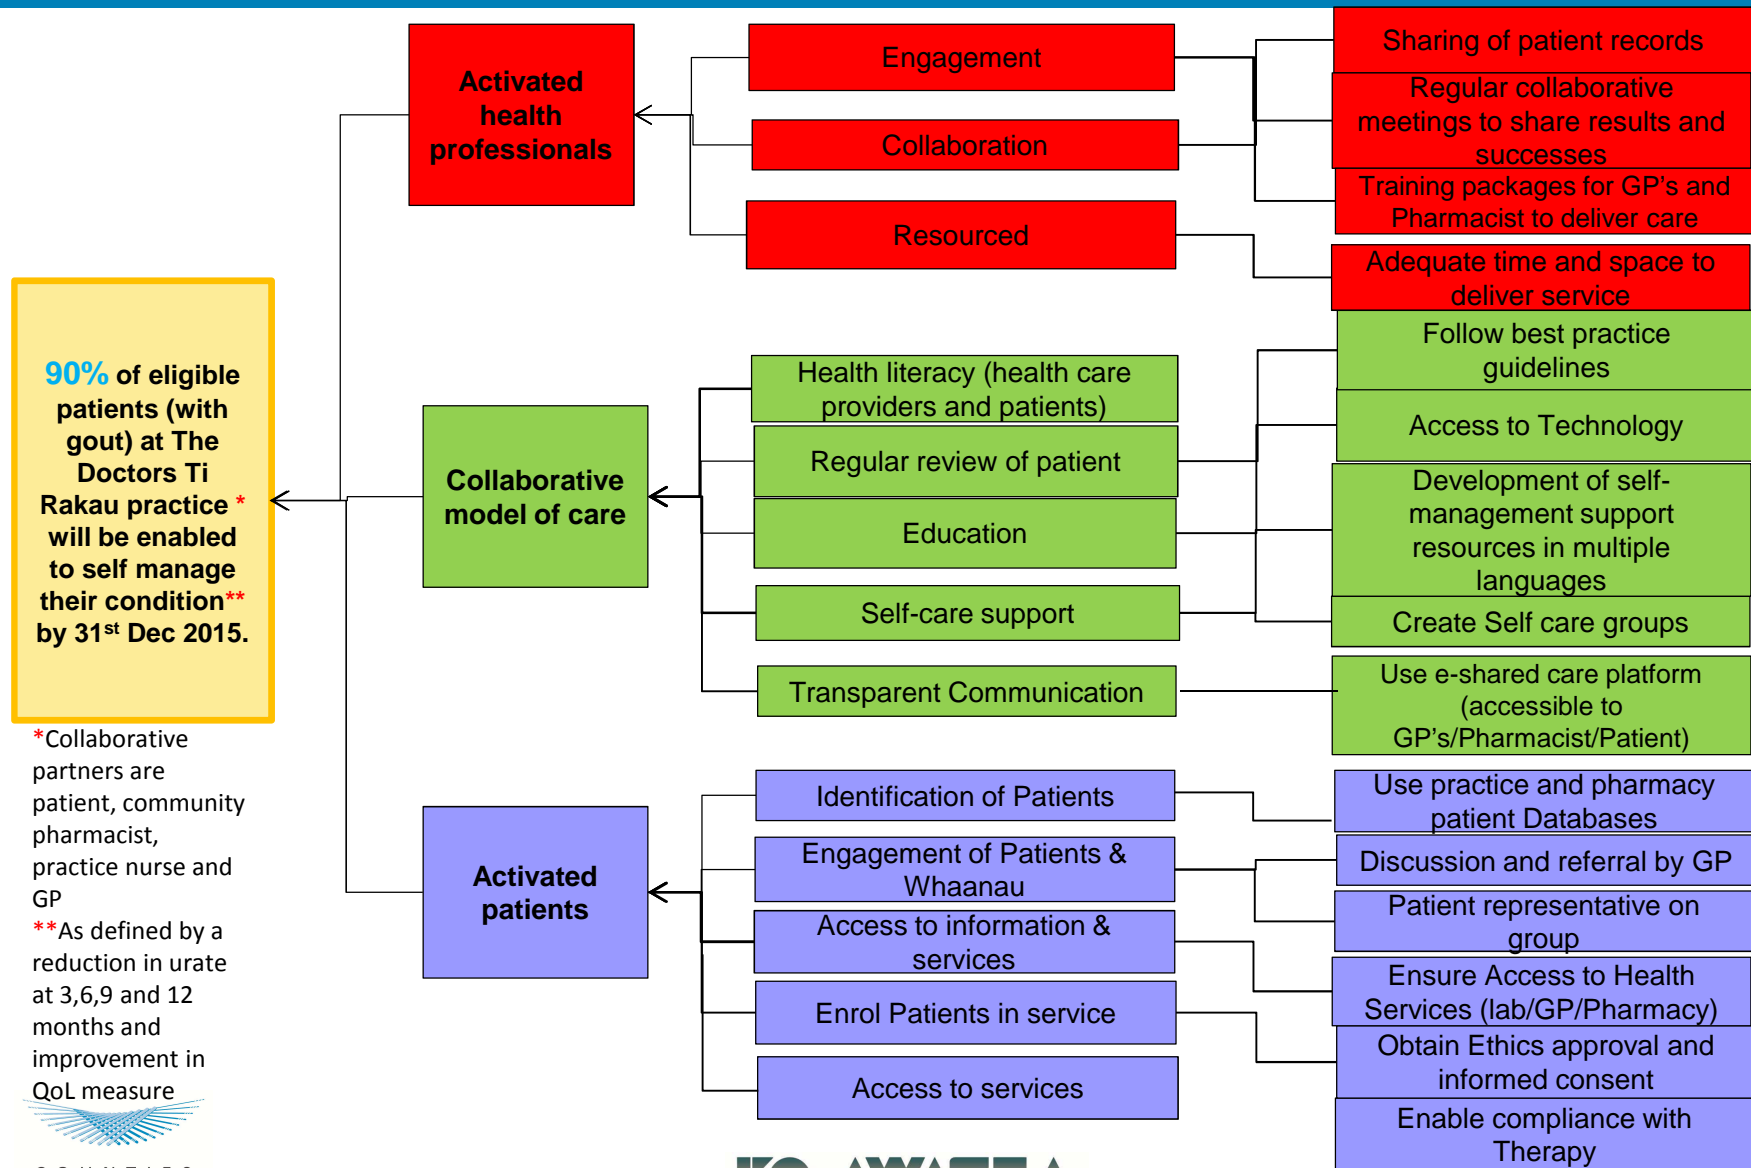 90% of eligible
patients (with
gout) at The
Doctors Ti
Rakau practice *
will be enabled
to self manage
their condition**
by 31st Dec 2015.
*Collaborative
partners are
patient, community
pharmacist,
practice nurse and
GP
**As defined by a
reduction in urate
at 3,6,9 and 12
months and
improvement in
QoL measure
Activated
health
professionals
Engagement
Collaboration
Resourced
Sharing of patient records
Regular collaborative
meetings to share results and
successes
Training packages for GP's and
Pharmacist to deliver care
Adequate time and space to
deliver service
Collaborative
model of care
Health literacy (health care
providers and patients)
Regular review of patient
Education
Self-care support
Transparent Communication
Follow best practice
guidelines
Access to Technology
Development of self-
management support
resources in multiple
languages
Create Self care groups
Use e-shared care platform
(accessible to
GP's/Pharmacist/Patient)
Activated
patients
Identification of Patients
Engagement of Patients &
Whaanau
Access to information &
services
Enrol Patients in service
Access to services
Use practice and pharmacy
patient Databases
Discussion and referral by GP
Patient representative on
group
Ensure Access to Health
Services (lab/GP/Pharmacy)
Obtain Ethics approval and
informed consent
Enable compliance with
Therapy